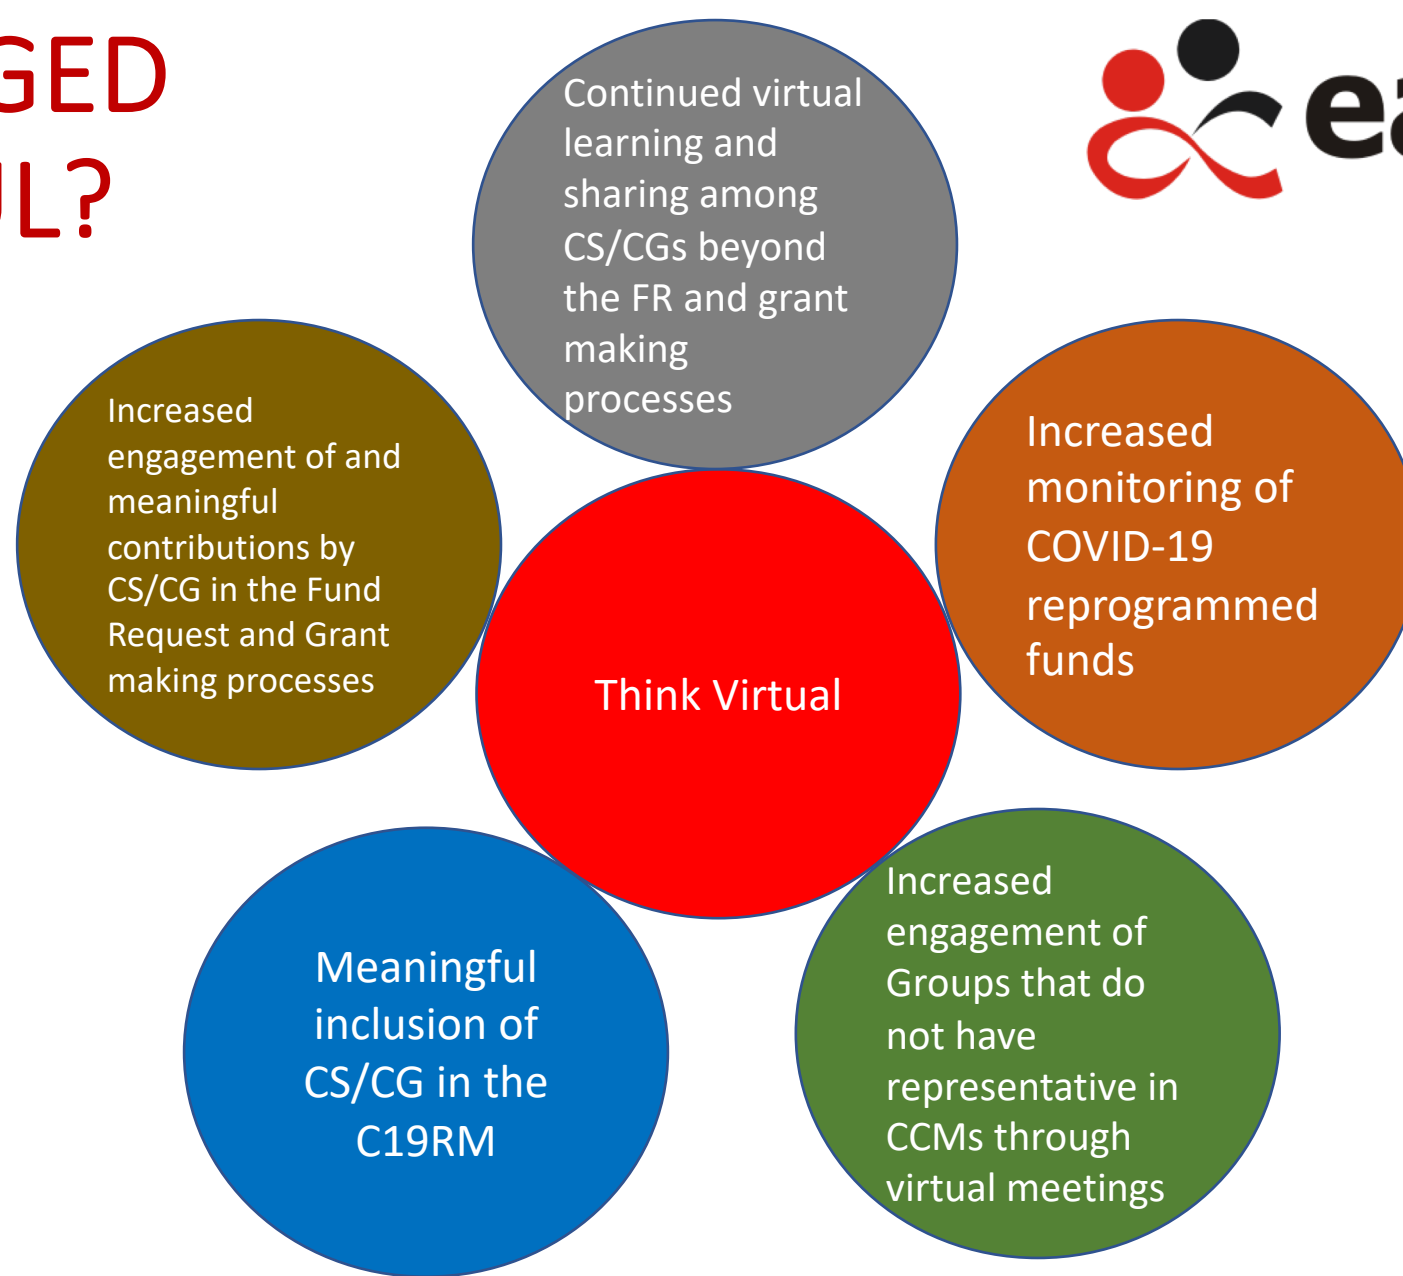 GED
UL?
ea
Continued virtual
learning and
sharing among
CS/CGs beyond
the FR and grant
making
processes
Increased
engagement of and
meaningful
contributions by
CS/CG in the Fund
Request and Grant
making processes
Increased
monitoring of
COVID-19
reprogrammed
funds
Think Virtual
Meaningful
inclusion of
CS/CG in the
C19RM
Increased
engagement of
Groups that do
not have
representative in
CCMs through
virtual meetings